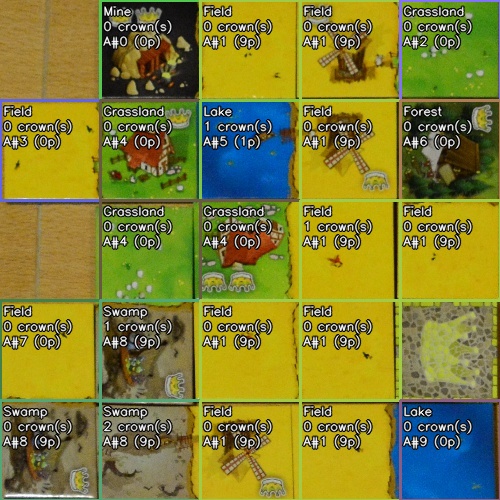 Mine
0 crown(s)
A#0 (0p)
Field
0 crown(s)
A#1 (9p)
Field
0 crown(s)
A#1 (9p)
Grassland
0 crown(s)
A#2 (0p)
Field
0 crown(s)
A#3 (0p)
Grassland
0 crown(s)
A#4 (0p)
Lake
1 crown(s)
A#5 (1p)
Field
0 crown(s)
A#1 (9p)
Forest
0 crown(s)
A#6 (0p)
Grassland
0 crown(s)
A#4 (0p)
Grassland
0 crown(s)
A#4 (0p)
Field
1 crown(s)
A#1 (9p)
Field
0 crown(s)
A#1 (9p)
Field
0 crown(s)
A#7 (0p)
Swamp
1 crown(s)
A#8 (9p)
Field
0 crown(s)
A#1 (9p)
Field
0 crown(s)
A#1 (9p)
Swamp
0 crown(s)
A#8 (9p)
Swamp
2 crown(s)
A#8 (9p)
Field
0 crown(s)
A#1 (9p)
Field
0 crown(s)
A#1 (9p)
Lake
0 crown(s)
A#9 (0p)